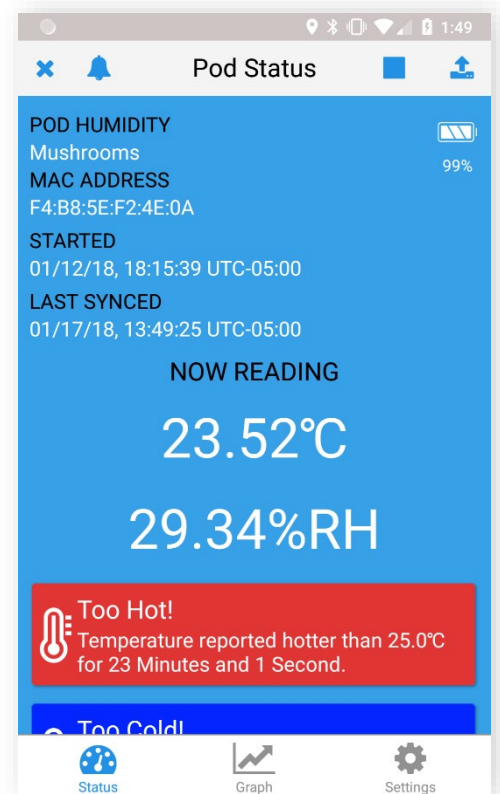 1:49
Pod Status
POD HUMIDITY
Mushrooms
99%
MAC ADDRESS
F4:B8:5E:F2:4E:0A
STARTED
01/12/18, 18:15:39 UTC-05:00
LAST SYNCED
01/17/18, 13:49:25 UTC-05:00
NOW READING
23.52°C
29.34%RH
Too Hot!
Temperature reported hotter than 25.0°C
for 23 Minutes and 1 Second.
Too Cold!
Status
Graph
Settings